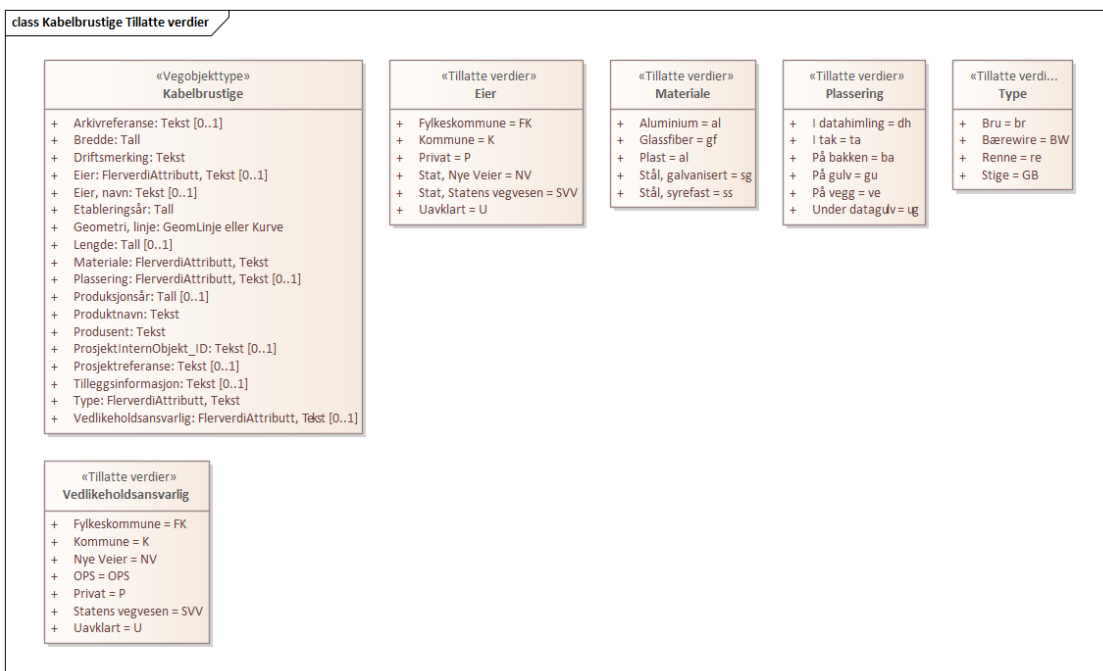 class Kabelbrustige Tillatte verdier
«Vegobjekttype»
Kabelbrustige
+ Arkivreferanse: Tekst [0..1]
+ Bredde: Tall
+ Driftsmerking: Tekst
+ Eier: FlerverdiAttributt, Tekst [0..1]
+ Eier, navn: Tekst [0..1]
+ Etableringsår: Tall
+ Geometri, linje: GeomLinje eller Kurve
+ Lengde: Tall [0..1]
+ Materiale: FlerverdiAttributt, Tekst
+ Plassering: FlerverdiAttributt, Tekst [0..1]
+ Produksjonsår: Tall [0..1]
+ Produktnavn: Tekst
+ Produsent: Tekst
+ ProsjektInternObjekt_ID: Tekst [0..1]
+ Prosjektreferanse: Tekst [0..1]
+ Tilleggsinformasjon: Tekst [0..1]
+ Type: FlerverdiAttributt, Tekst
+ Vedlikeholdsansvarlig: FlerverdiAttributt, Tekst [0..1]
«Tillatte verdier»
Eier
+ Fylkeskommune = FK
+ Kommune = K
+ Privat = P
+ Stat, Nye Veier = NV
+ Stat, Statens vegvesen = SVV
+ Uavklart = U
«Tillatte verdier»
Materiale
+ Aluminium = al
+ Glassfiber = gf
+ Plast = al
+ Stål, galvanisert = sg
+ Stål, syrefast = ss
«Tillatte verdier»
Plassering
+ I datahimling = dh
+ I tak = ta
+ På bakken = ba
+ På gulv = gu
+ På vegg = ve
+ Under datagulv = ug
«Tillatte verdi...
Type
+ Bru = br
+ Bærewire = BW
+ Renne = re
+ Stige = GB
«Tillatte verdier»
Vedlikeholdsansvarlig
+ Fylkeskommune = FK
+ Kommune = K
+ Nye Veier = NV
+ OPS = OPS
+ Privat = P
+ Statens vegvesen = SVV
+ Uavklart = U